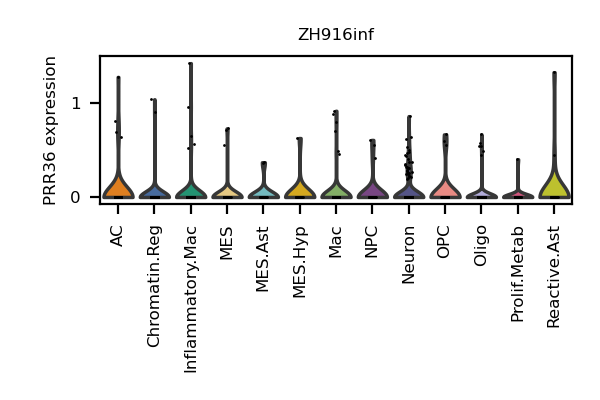 ZH916inf
PRR36 expression
1
0
AC
Chromatin.Reg
Inflammatory.Mac
MES
MES.Ast
MES.Hyp
Mac
NPC
Neuron
OPC
Oligo
Prolif.Metab
Reactive.Ast